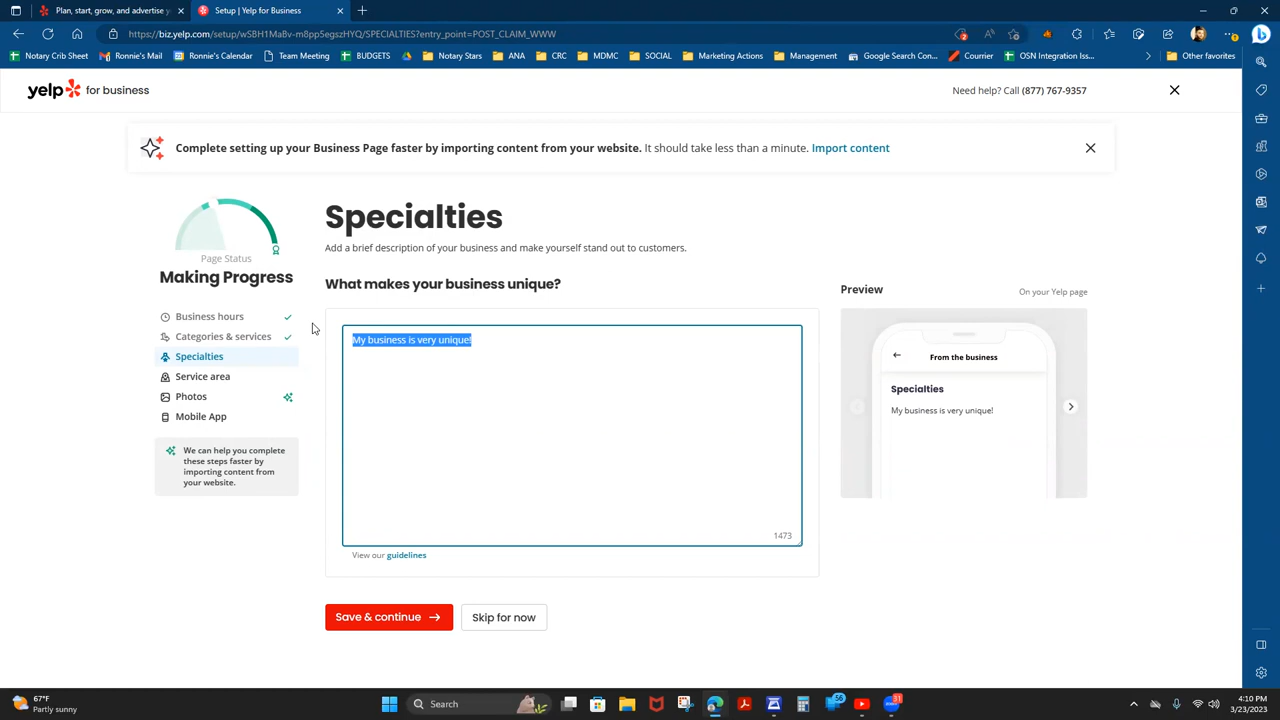 Plan, start, grow, and advertise y
Setup | Yelp for Business
https://biz.yelp.com/setup/wSBH1MaBv-m8pp5egszHYQ/SPECIALTIES?entry_point=POST_CLAIM_WWW
Notary Crib Sheet
Ronnie's Mail
Ronnie's Calendar
Team Meeting
BUDGETS
Notary Stars
ANA
CRC
MDMC
SOCIAL
Marketing Actions
Management
Google Search Con...
Courrier
OSN Integration Iss...
Other favorites
yelp for business
Need help? Call (877) 767-9357
Complete setting up your Business Page faster by importing content from your website. It should take less than a minute. Import content
Page Status
Making Progress
Business hours
Categories & services
Specialties
Service area
Photos
Mobile App
We can help you complete
these steps faster by
importing content from
your website.
Specialties
Add a brief description of your business and make yourself stand out to customers.
What makes your business unique?
My business is very unique!
1473
View our guidelines
Save & continue
Skip for now
Preview
On your Yelp page
From the business
Specialties
My business is very unique!
67°F
Partly sunny
Search
56
31
4:10 PM
3/23/2023